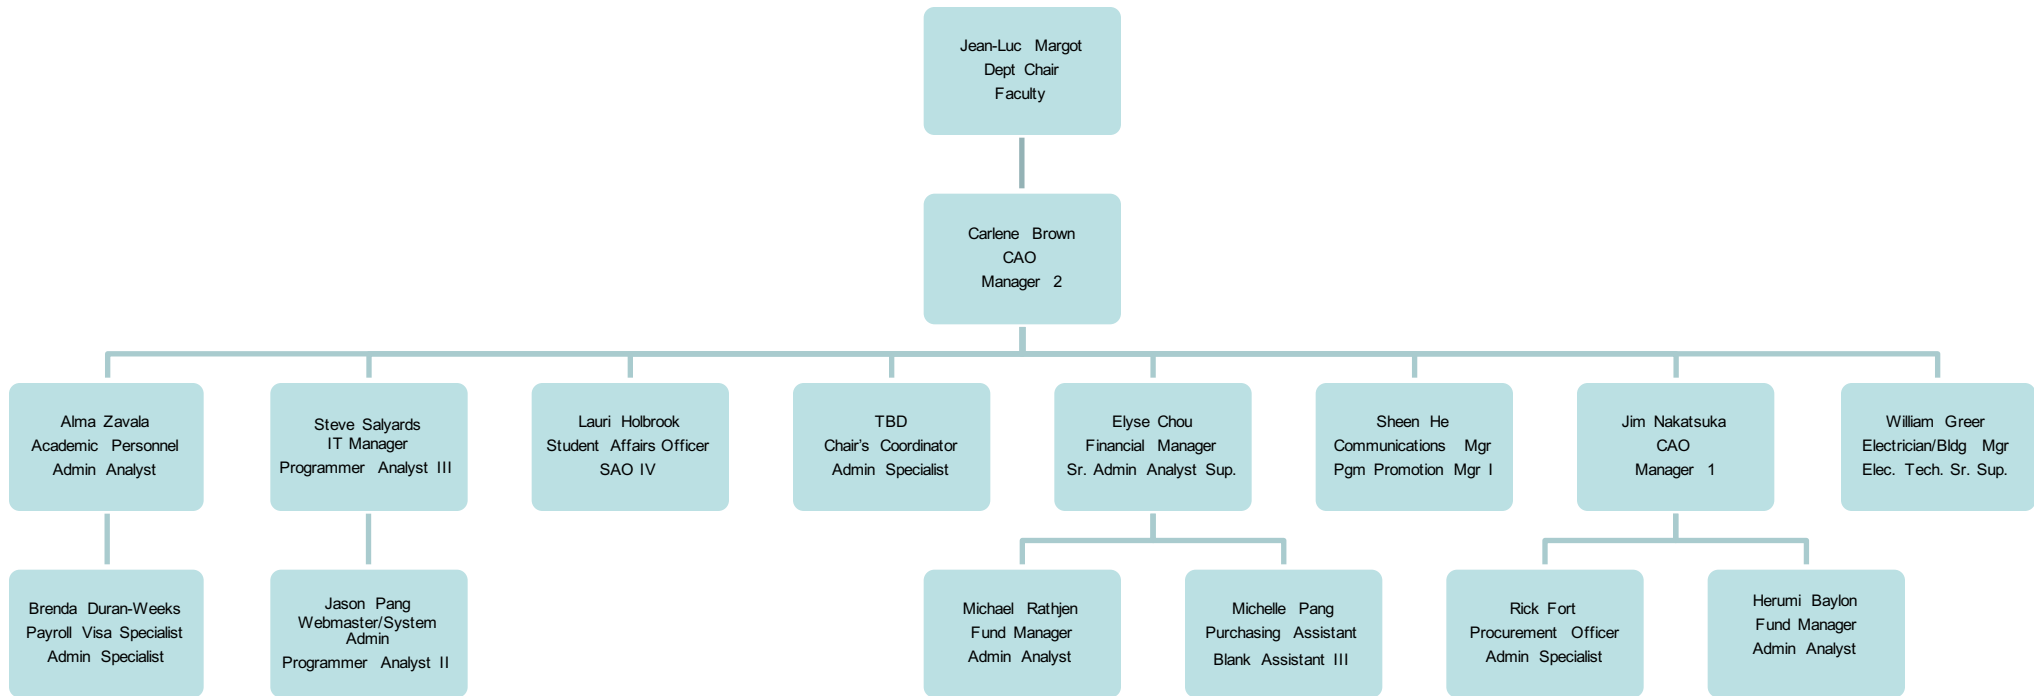 Jean-Luc Margot
Dept Chair
Faculty
Carlene Brown
CAO
Manager 2
Alma Zavala
Academic Personnel
Admin Analyst
Steve Salyards
IT Manager
Programmer Analyst III
Lauri Holbrook
Student Affairs Officer
SAO IV
TBD
Chair's Coordinator
Admin Specialist
Elyse Chou
Financial Manager
Sr. Admin Analyst Sup.
Sheen He
Communications Mgr
Pgm Promotion Mgr I
Jim Nakatsuka
CAO
Manager 1
William Greer
Electrician/Bldg Mgr
Elec. Tech. Sr. Sup.
Brenda Duran-Weeks
Payroll Visa Specialist
Admin Specialist
Jason Pang
Webmaster/System
Admin
Programmer Analyst II
Michael Rathjen
Fund Manager
Admin Analyst
Michelle Pang
Purchasing Assistant
Blank Assistant III
Rick Fort
Procurement Officer
Admin Specialist
Herumi Baylon
Fund Manager
Admin Analyst